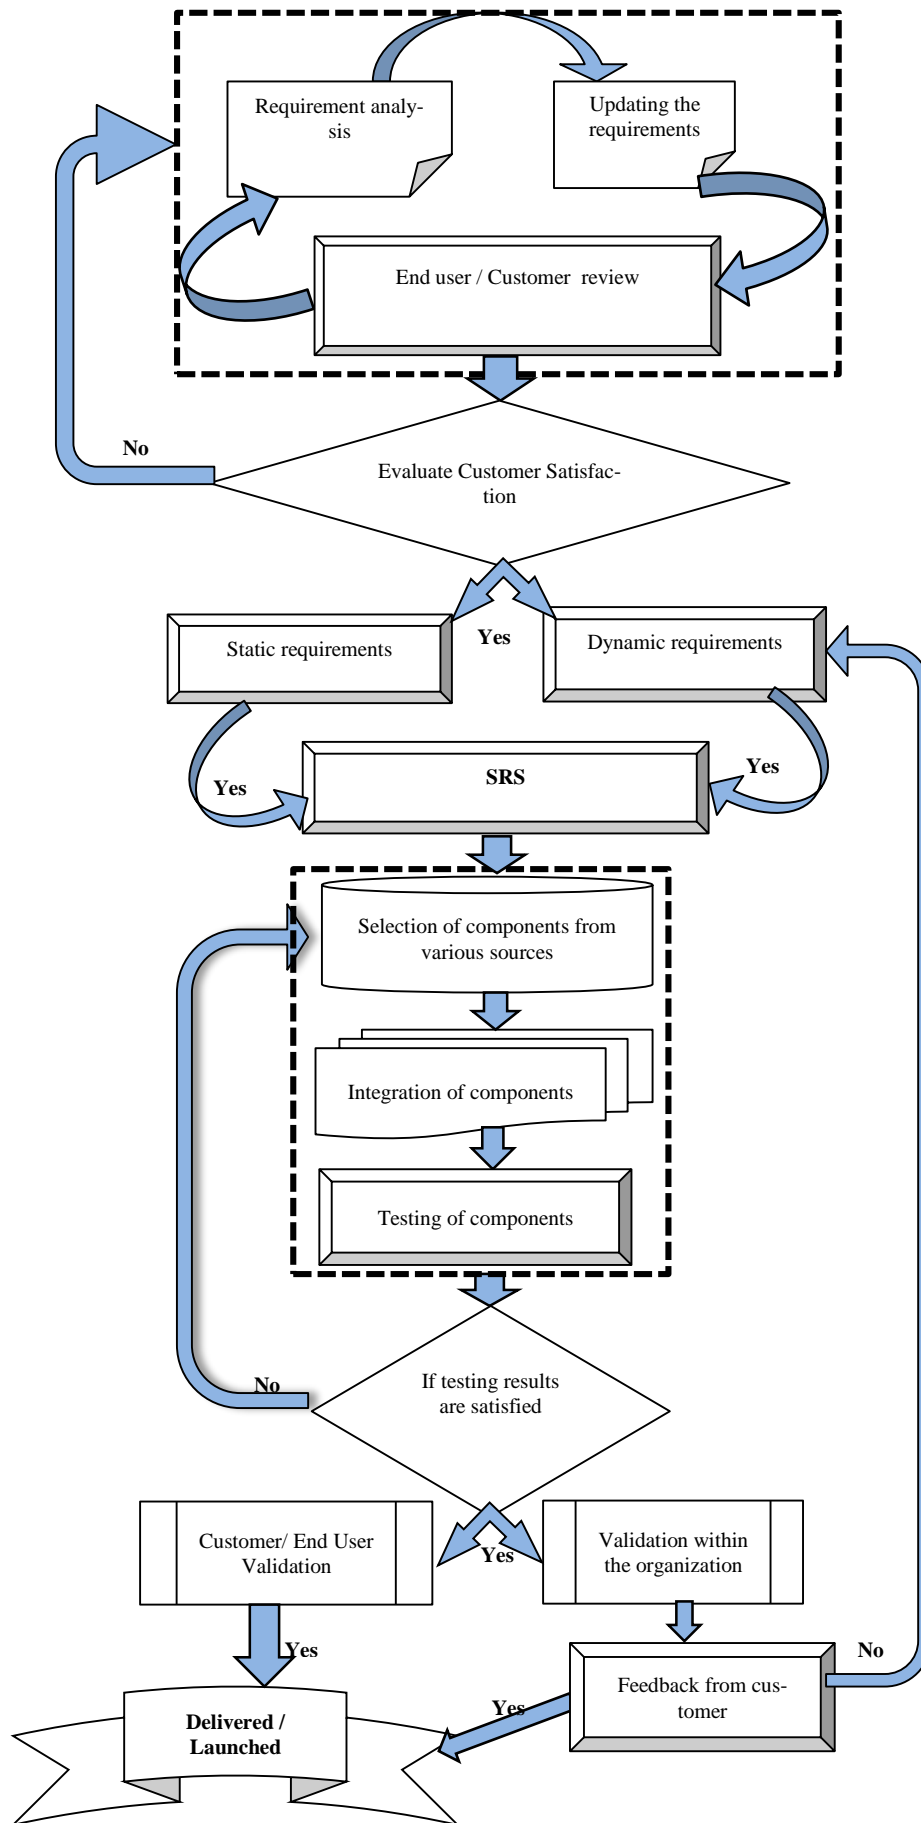 Requirement analy-
sis
Updating the
requirements
End user / Customer review
No
Evaluate Customer Satisfac-
tion
Yes
Static requirements
Dynamic requirements
Yes
SRS
Yes
Selection of components from
various sources
Integration of components
Testing of components
If testing results
are satisfied
No
Customer/ End User
Validation
Yes
Validation within
the organization
Yes
No
Feedback from cus-
tomer
Yes
Delivered /
Launched